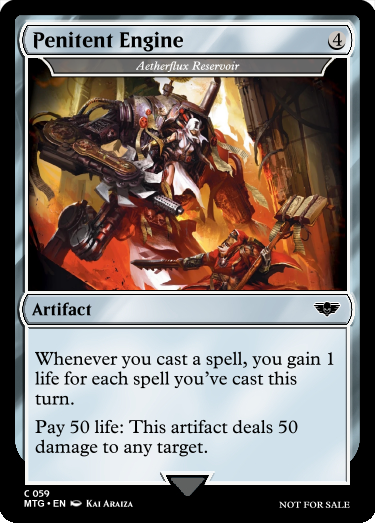 Penitent Engine 4
Aetherflux Reservoir
Artifact
Whenever you cast a spell, you gain 1
life for each spell you've cast this
turn.
Pay 50 life: This artifact deals 50
damage to any target.
C 059
MTG • EN Kai Araiza NOT FOR SALE